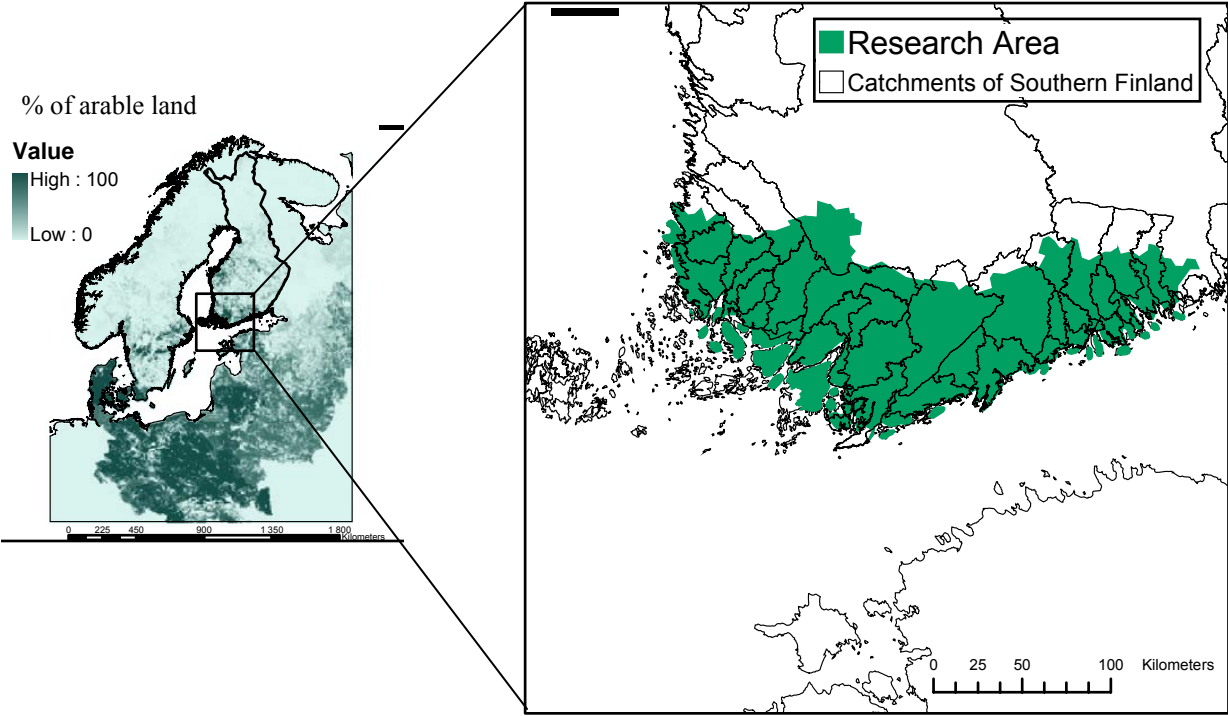 % of arable land
Value
High : 100
Low : 0
0 225 450 900 1 350 1 800
Kilometers
Research Area
Catchments of Southern Finland
0 25 50 100 Kilometers